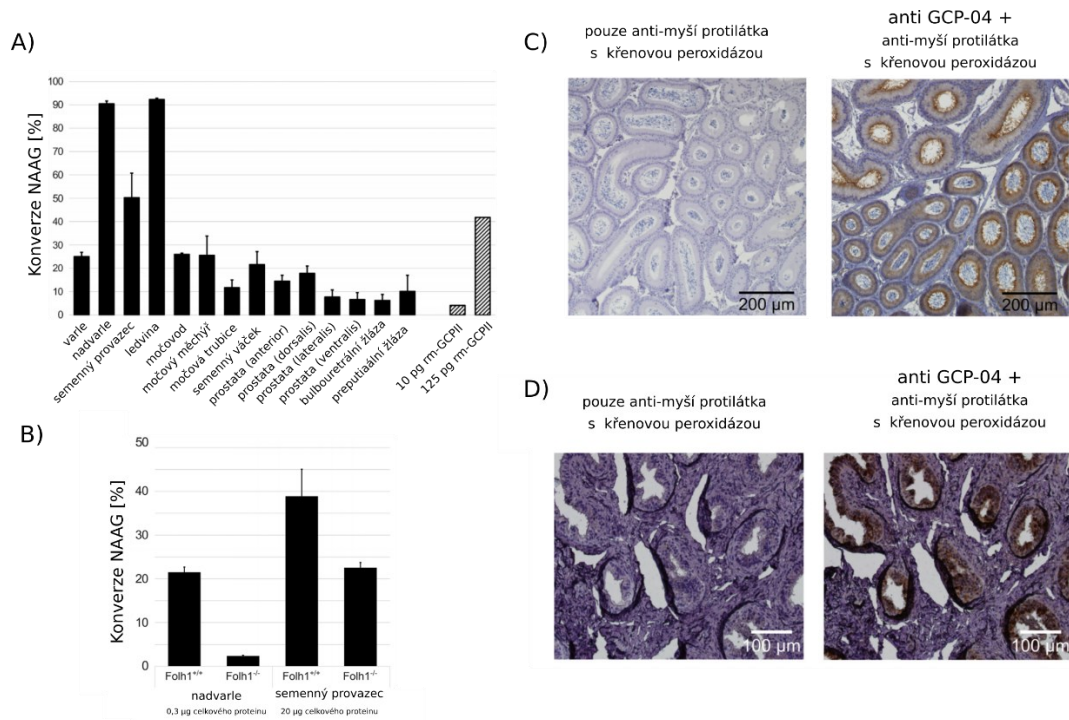 A)
Konverze NAAG [%]
100
90
80
70
60
50
40
30
20
10
0
varle
nadvarle
semenný provazec
ledvina
močovod
močový měchýř
močová trubice
semenný váček
prostata (anterior)
prostata (dorsalis)
prostata (lateralis)
prostata (ventralis)
bulbouretrální žláza
preputiaální žláza
10 pg rm-GCPII
125 pg rm-GCPII
B)
Konverze NAAG [%]
50
40
30
20
10
0
Folh1+/+
Folh1-/-
Folh1+/+
Folh1-/-
nadvarle
semenný provazec
0,3 µg celkového proteinu
20 µg celkového proteinu
C)
pouze anti-myší protilátka
s křenovou peroxidázou
anti GCP-04 +
anti-myší protilátka
s křenovou peroxidázou
200 µm
200 µm
D)
pouze anti-myší protilátka
s křenovou peroxidázou
anti GCP-04 +
anti-myší protilátka
s křenovou peroxidázou
100 µm
100 µm